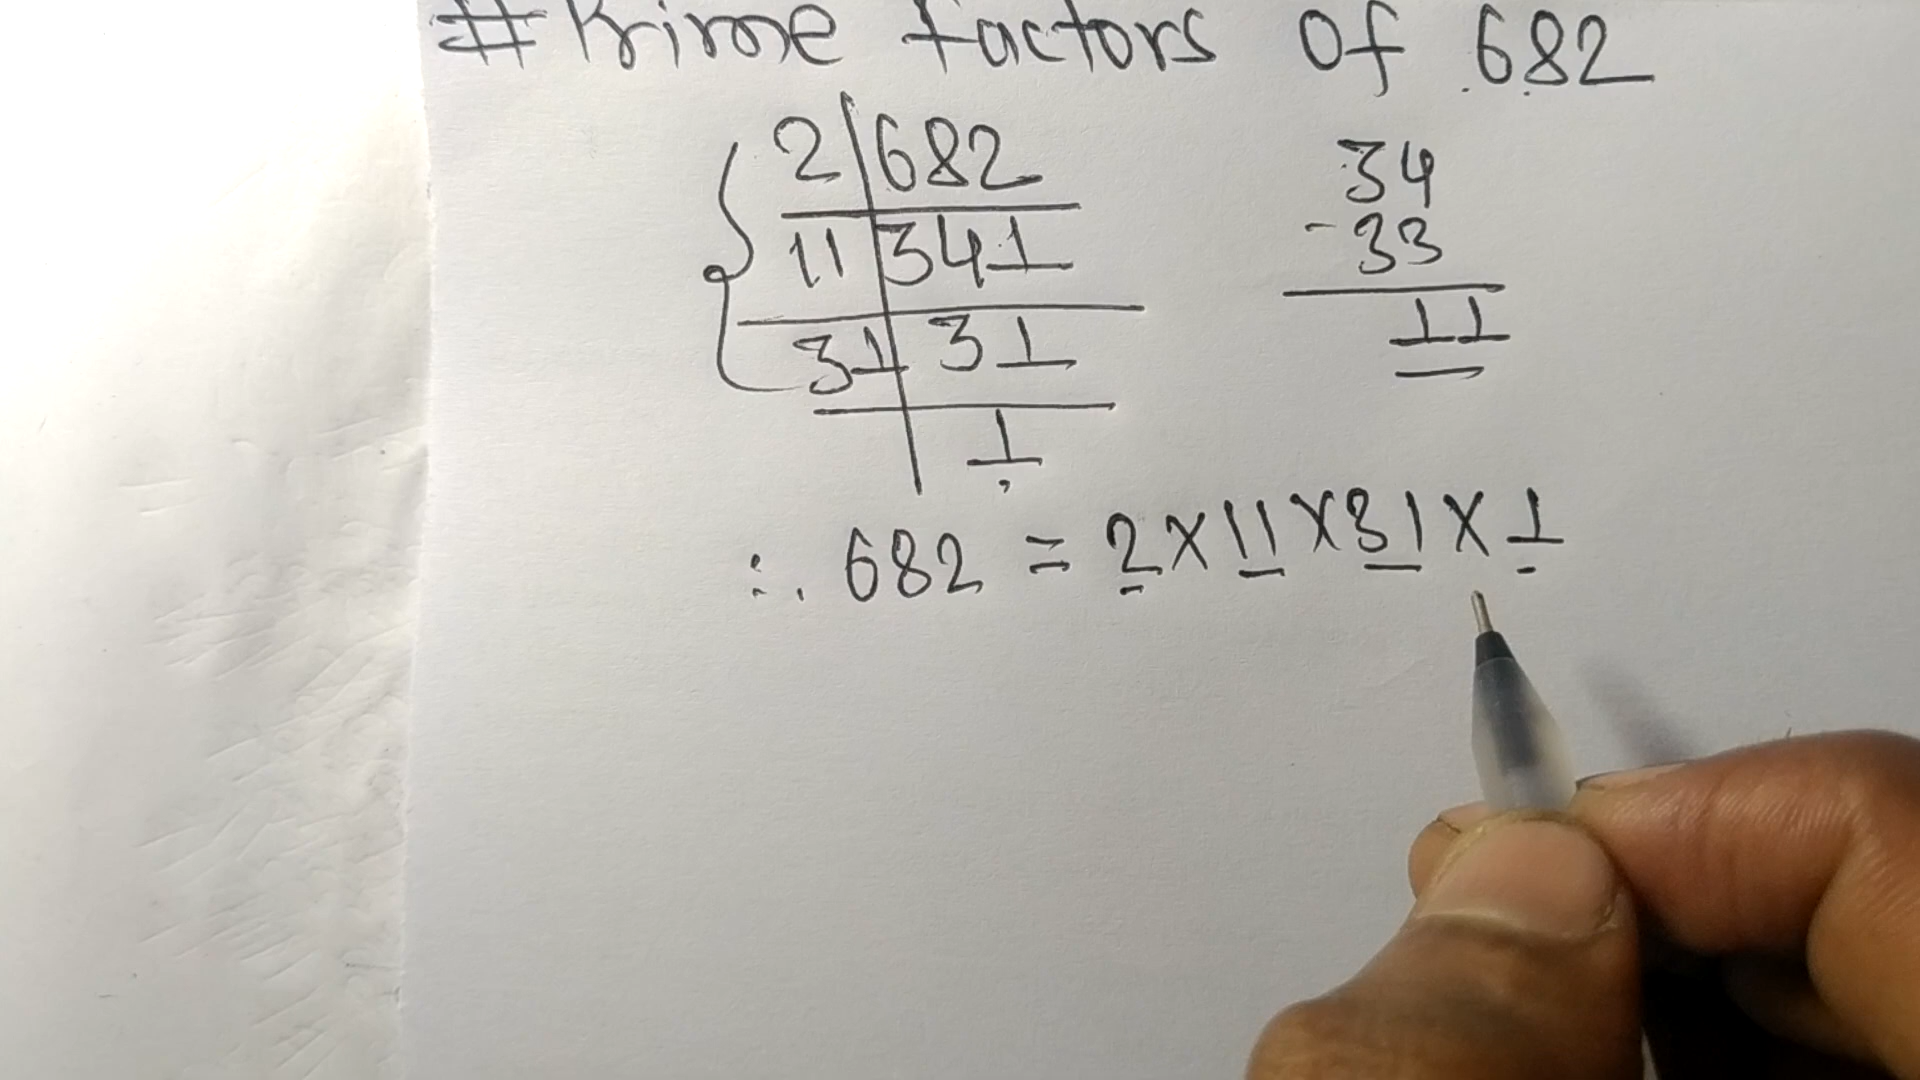 # Prime factors of 682
2 | 682
11 | 341
31 | 31
1
34
- 33
11
∴ 682 = 2 x 11 x 31 x 1